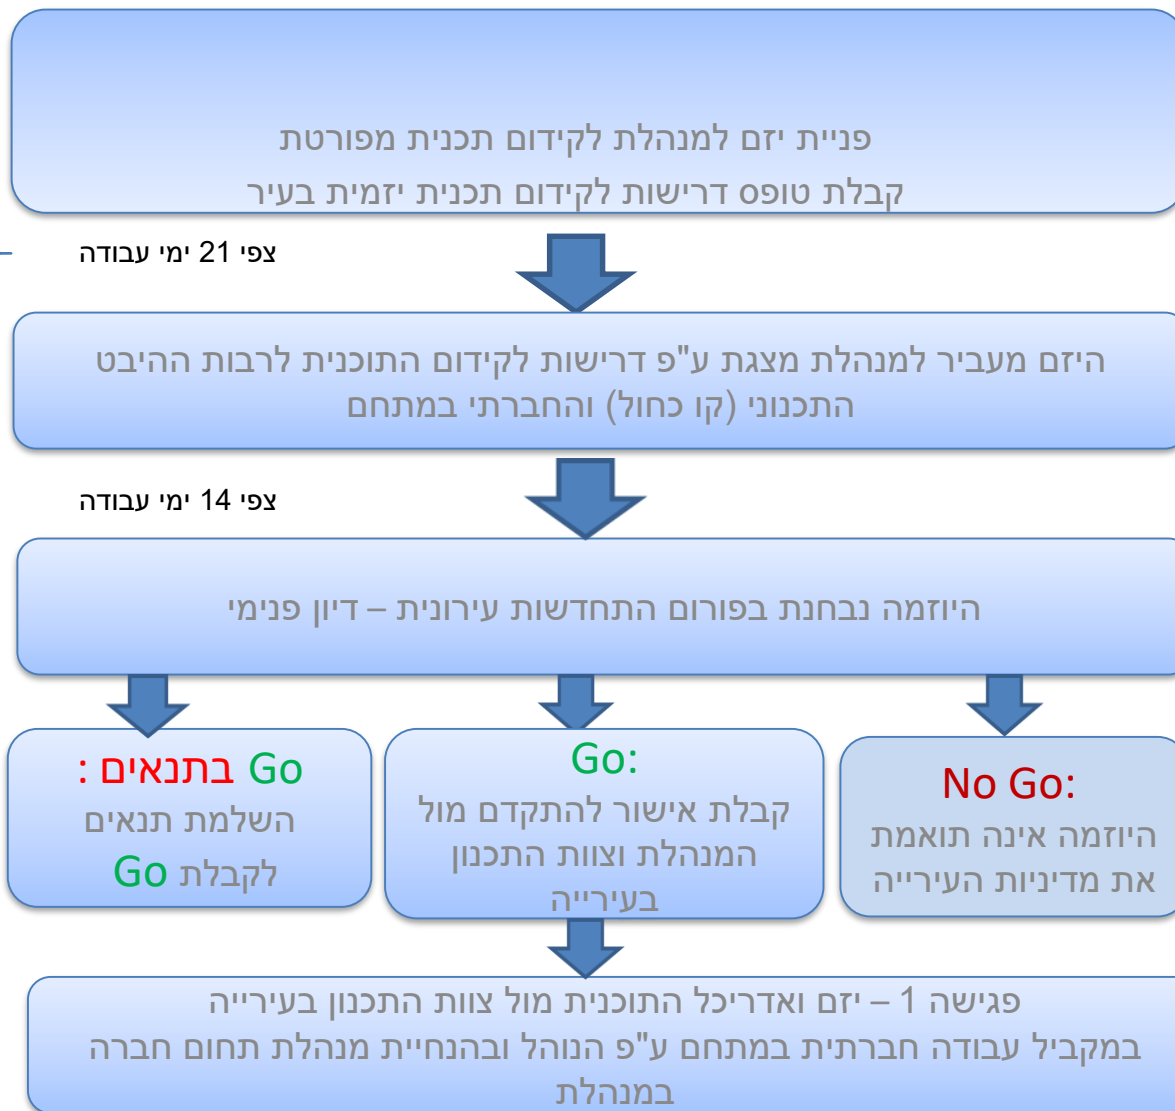 פניית יזם למנהלת לקידום תכנית מפורטת
קבלת טופס דרישות לקידום תכנית יזמית בעיר
צפי 21 ימי עבודה
היזם מעביר למנהלת מצגת ע"פ דרישות לקידום התוכנית לרבות ההיבט
התכנוני (קו כחול) והחברתי במתחם
צפי 14 ימי עבודה
היוזמה נבחנת בפורום התחדשות עירונית – דיון פנימי
No Go:
היוזמה אינה תואמת
את מדיניות העירייה
Go:
קבלת אישור להתקדם מול
המנהלת וצוות התכנון
בעירייה
Go בתנאים :
השלמת תנאים
לקבלת Go
פגישה 1 – יזם ואדריכל התוכנית מול צוות התכנון בעירייה
במקביל עבודה חברתית במתחם ע"פ הנוהל ובהנחיית מנהלת תחום חברה
במנהלת